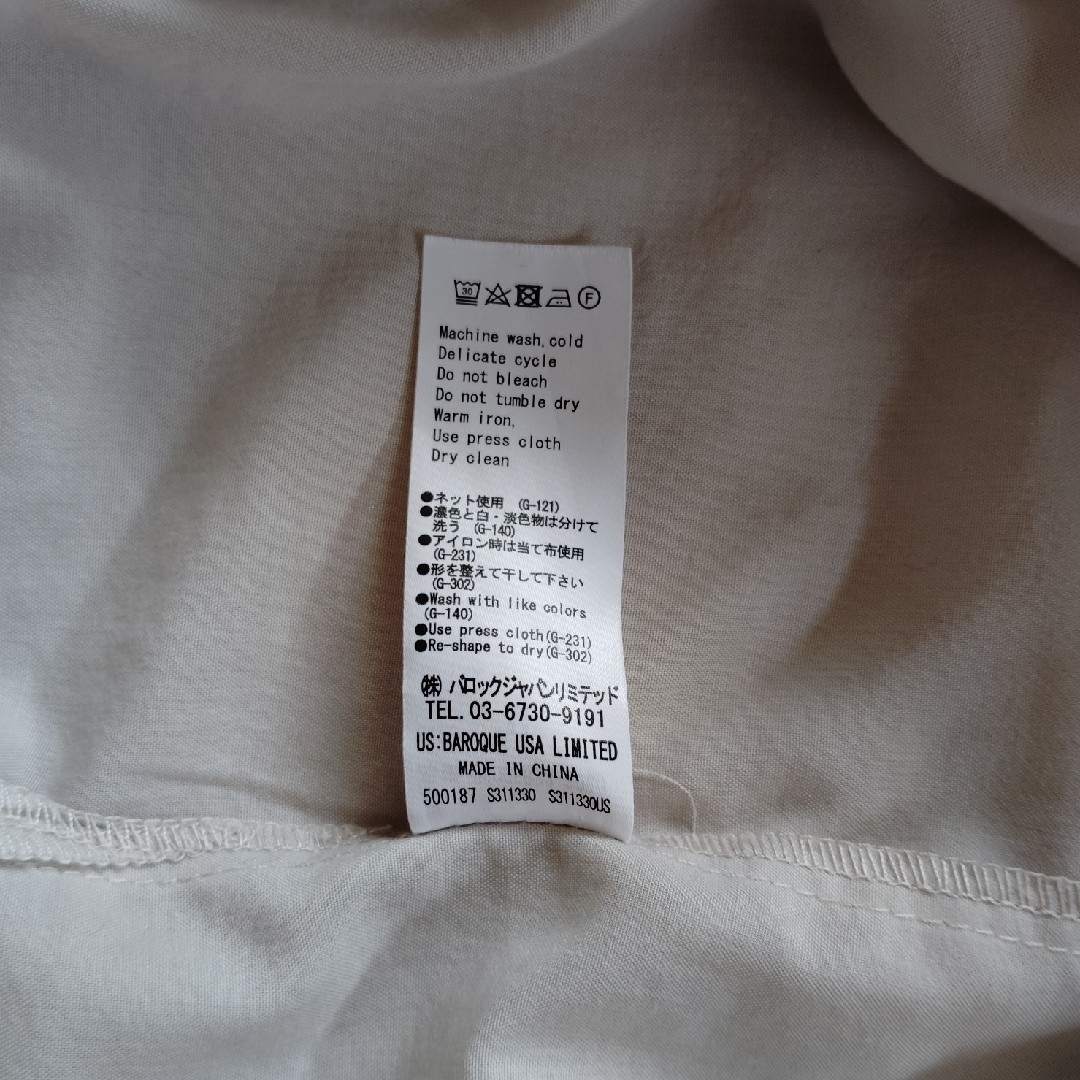 30 F
Machine wash,cold
Delicate cycle
Do not bleach
Do not tumble dry
Warm iron,
Use press cloth
Dry clean
●ネット使用 (G-121)
●濃色と白・淡色物は分けて
洗う (G-140)
●アイロン時は当て布使用
(G-231)
●形を整えて干して下さい
(G-302)
●Wash with like colors
(G-140)
●Use press cloth(G-231)
●Re-shape to dry(G-302)
㈱ バロックジャパンリミテッド
TEL.03-6730-9191
US:BAROQUE USA LIMITED
MADE IN CHINA
500187 S311330 S311330US